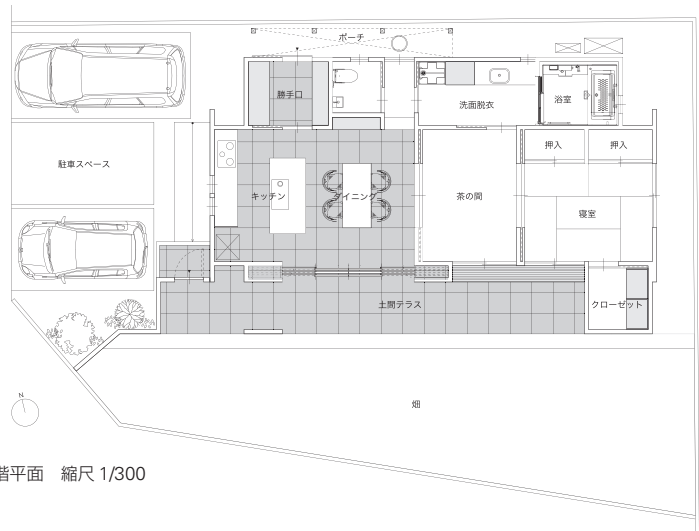 ポーチ
勝手口
洗面脱衣
浴室
押入
押入
駐車スペース
キッチン
ダイニング
茶の間
寝室
土間テラス
クローゼット
N
畑
階平面 縮尺 1/300